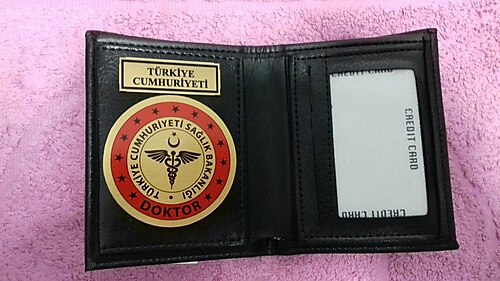 TÜRKİYE
CUMHURİYETİ
TÜRKİYE CUMHURİYETİ SAĞLIK BAKANLIĞI
DOKTOR
CREDIT CARD
CREDIT CARD
CREDIT CARD